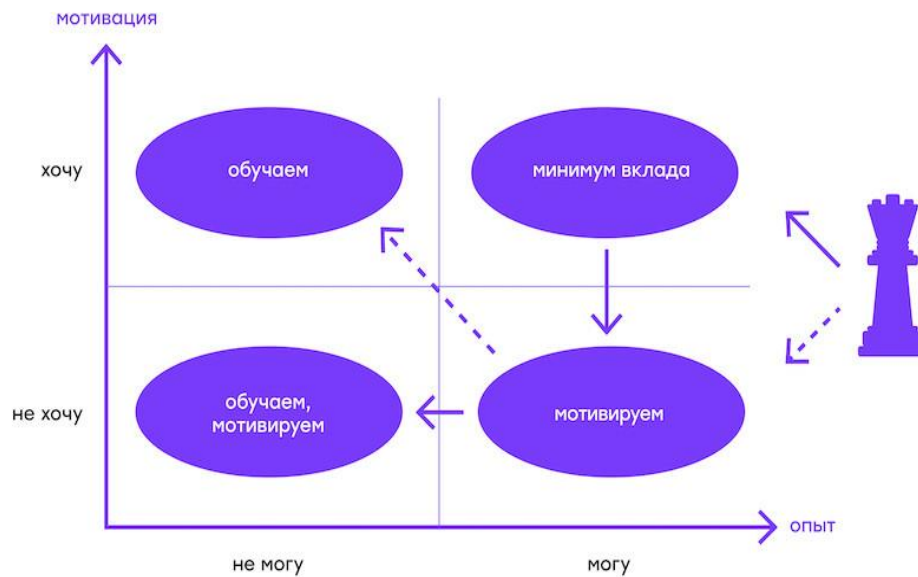 мотивация
хочу
обучаем
минимум вклада
не хочу
обучаем,
мотивируем
мотивируем
опыт
не могу
могу